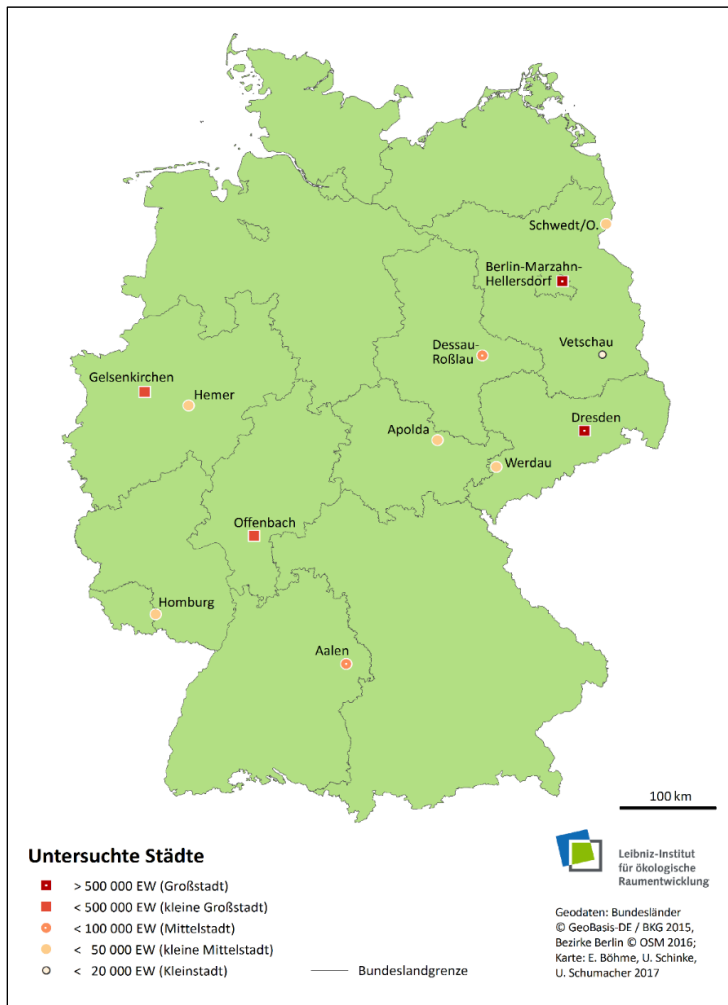 Schwedt/O.
Berlin-Marzahn-
Hellersdorf
Dessau-
Roßlau
Vetschau
Gelsenkirchen
Hemer
Dresden
Apolda
Werdau
Offenbach
Homburg
Aalen
100 km
Untersuchte Städte
> 500 000 EW (Großstadt)
< 500 000 EW (kleine Großstadt)
< 100 000 EW (Mittelstadt)
< 50 000 EW (kleine Mittelstadt)
< 20 000 EW (Kleinstadt)
Bundeslandgrenze
Leibniz-Institut
für ökologische
Raumentwicklung
Geodaten: Bundesländer
© GeoBasis-DE / BKG 2015,
Bezirke Berlin © OSM 2016;
Karte: E. Böhme, U. Schinke,
U. Schumacher 2017